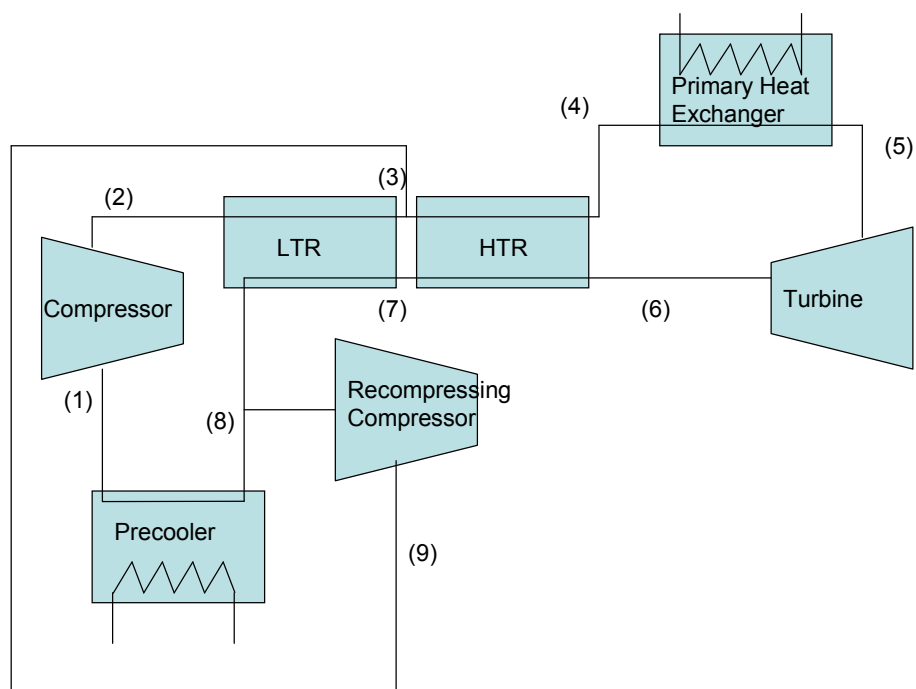 Primary Heat
Exchanger
(4)
(5)
(3)
(2)
LTR
HTR
Compressor
Turbine
(7)
(6)
(1)
Recompressing
Compressor
(8)
Precooler
(9)